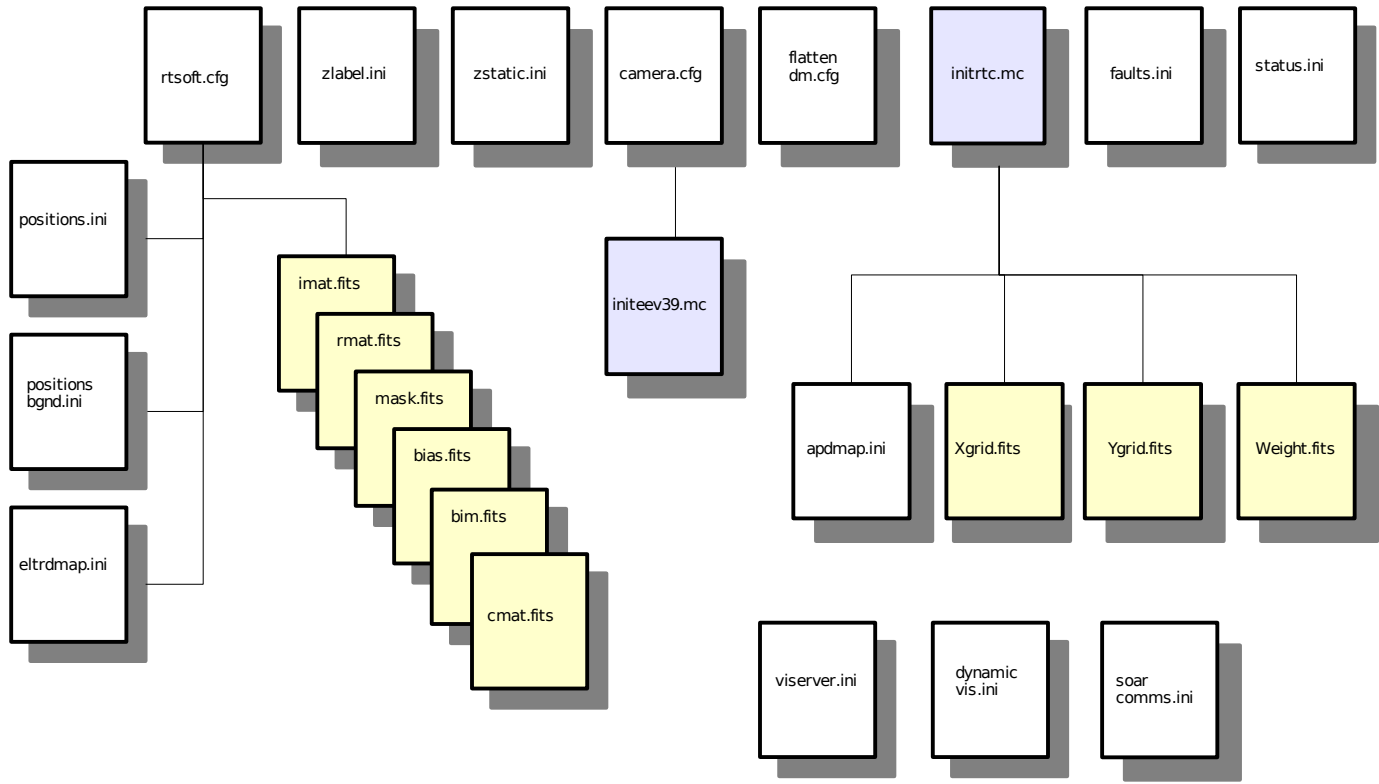 rtsoft.cfg
zlabel.ini
zstatic.ini
camera.cfg
flatten
dm.cfg
initrtc.mc
faults.ini
status.ini
positions.ini
positions
bgnd.ini
eltrdmap.ini
imat.fits
rmat.fits
mask.fits
bias.fits
bim.fits
cmat.fits
initeev39.mc
apdmap.ini
Xgrid.fits
Ygrid.fits
Weight.fits
viserver.ini
dynamic
vis.ini
soar
comms.ini